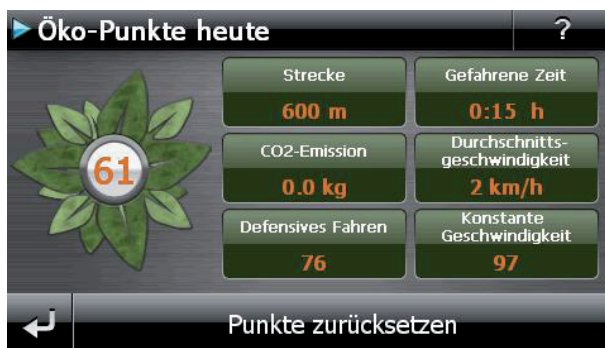 Öko-Punkte heute
?
61
Strecke
600 m
Gefahrene Zeit
0:15 h
CO2-Emission
0.0 kg
Durchschnitts-
geschwindigkeit
2 km/h
Defensives Fahren
76
Konstante
Geschwindigkeit
97
Punkte zurücksetzen